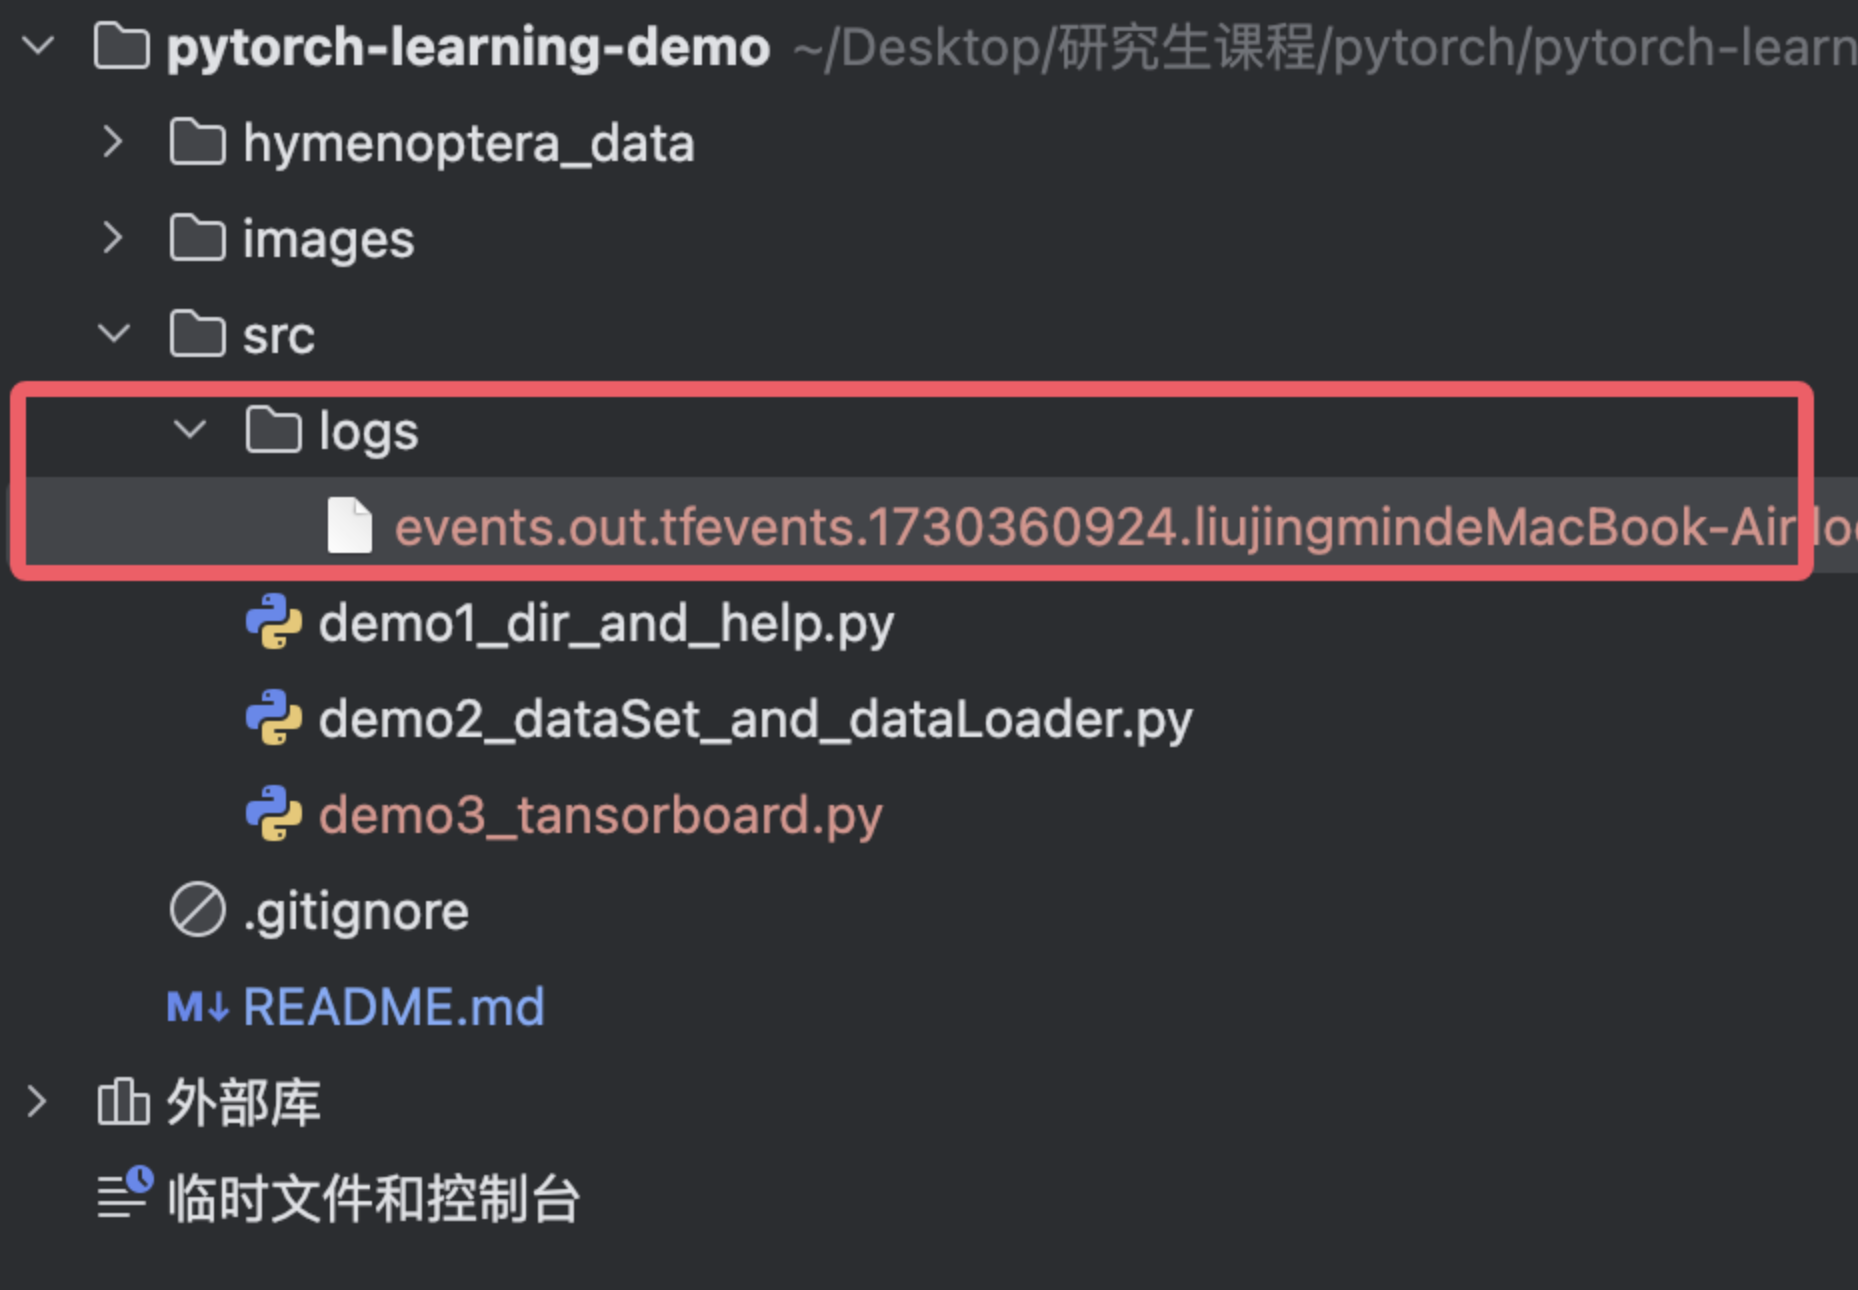 pytorch-learning-demo ~/Desktop/研究生课程/pytorch/pytorch-learn
hymenoptera_data
images
src
logs
events.out.tfevents.1730360924.liujingmindeMacBook-Air
demo1_dir_and_help.py
demo2_dataSet_and_dataLoader.py
demo3_tansorboard.py
.gitignore
M↓ README.md
外部库
临时文件和控制台